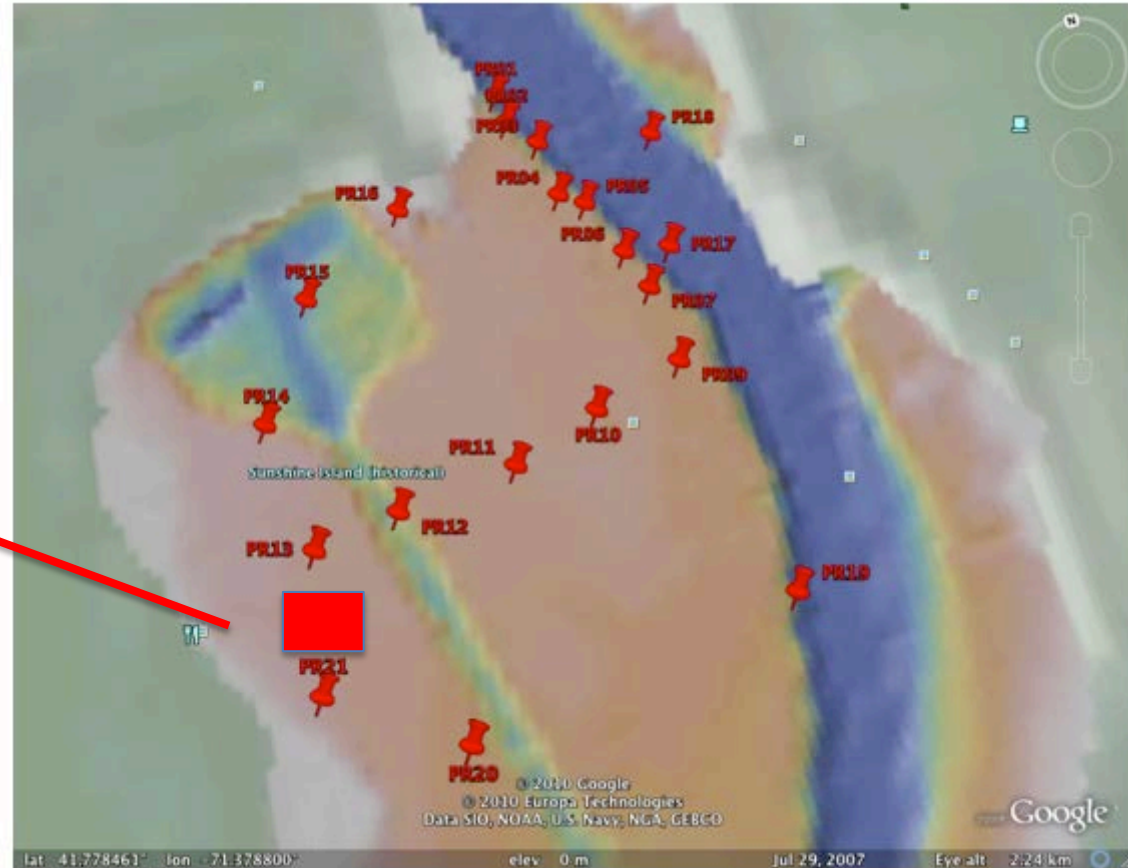 N
PR01
PR02
PR03
PR18
PR04
PR05
PR16
PR06
PR17
PR15
PR07
PR09
PR14
PR10
PR11
Sunshine Island (historical)
PR12
PR13
PR19
PR21
PR20
© 2010 Google
© 2010 Europa Technologies
Data SIO, NOAA, U.S. Navy, NGA, GEBCO
Google
lat 41.778461° lon -71.378800° elev 0 m Jul 29, 2007 Eye alt 2.24 km